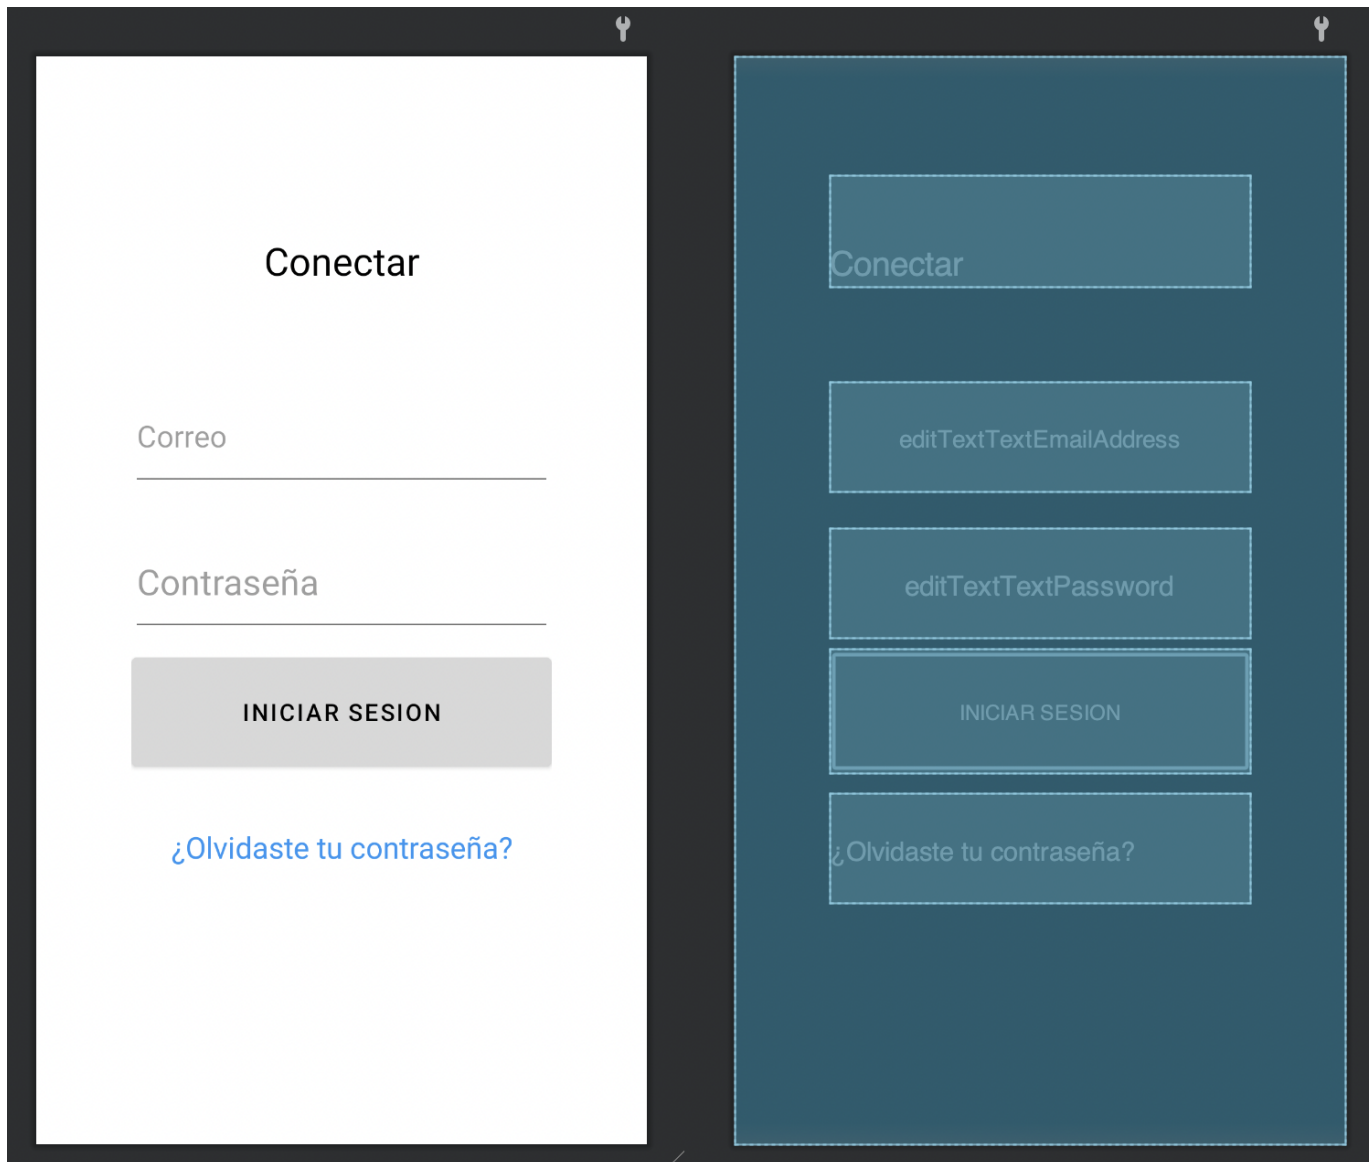 Conectar
Correo
Contraseña
INICIAR SESION
¿Olvidaste tu contraseña?
Conectar
editTextTextEmailAddress
editTextTextPassword
INICIAR SESION
¿Olvidaste tu contraseña?